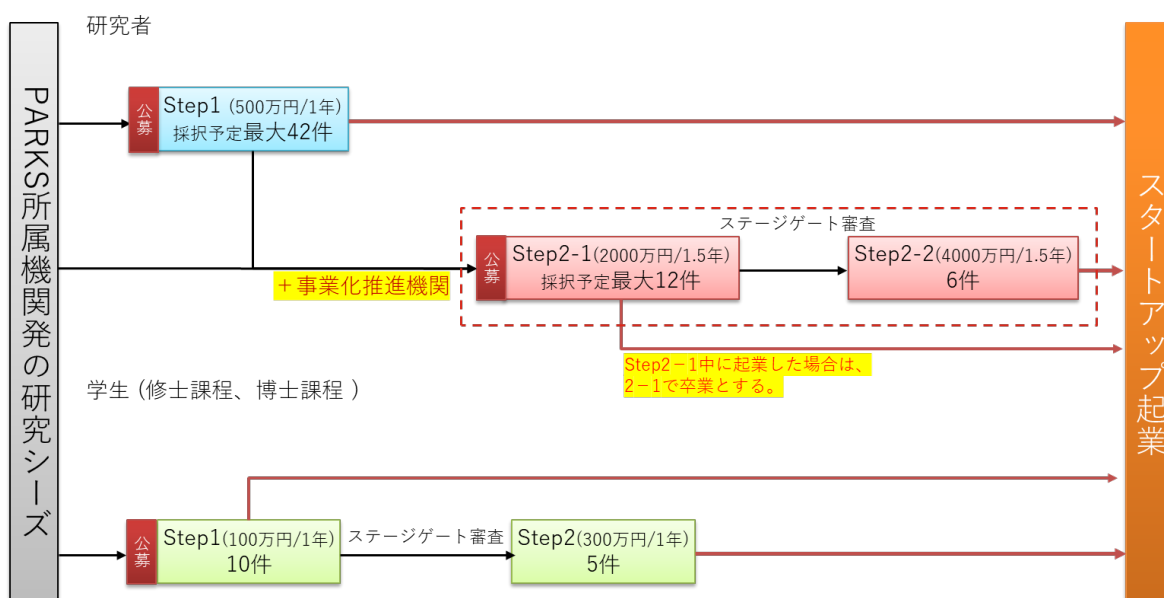 研究者
PARKS所属機関発の研究シーズ
公募
Step1 (500万円/1年)
採択予定最大42件
ステージゲート審査
公募
Step2-1(2000万円/1.5年)
採択予定最大12件
Step2-2(4000万円/1.5年)
6件
＋事業化推進機関
Step2－1中に起業した場合は、
2－1で卒業とする。
学生 (修士課程、博士課程 )
公募
Step1(100万円/1年)
10件
ステージゲート審査
Step2(300万円/1年)
5件
スタートアップ起業